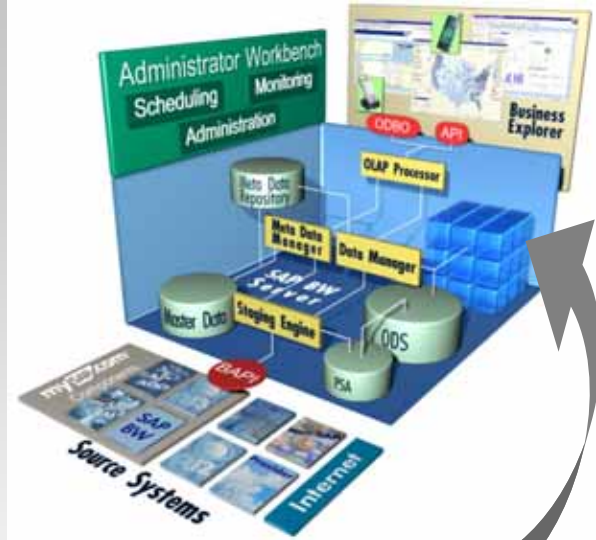 Administrator Workbench
Scheduling
Monitoring
Administration
Business
Explorer
ODBO
API
OLAP Processor
Meta Data
Repository
Meta Data
Manager
Data Manager
SAP BW
Server
Master Data
Staging Engine
ODS
PSA
BAPI
SAP
BW
Source Systems
Internet